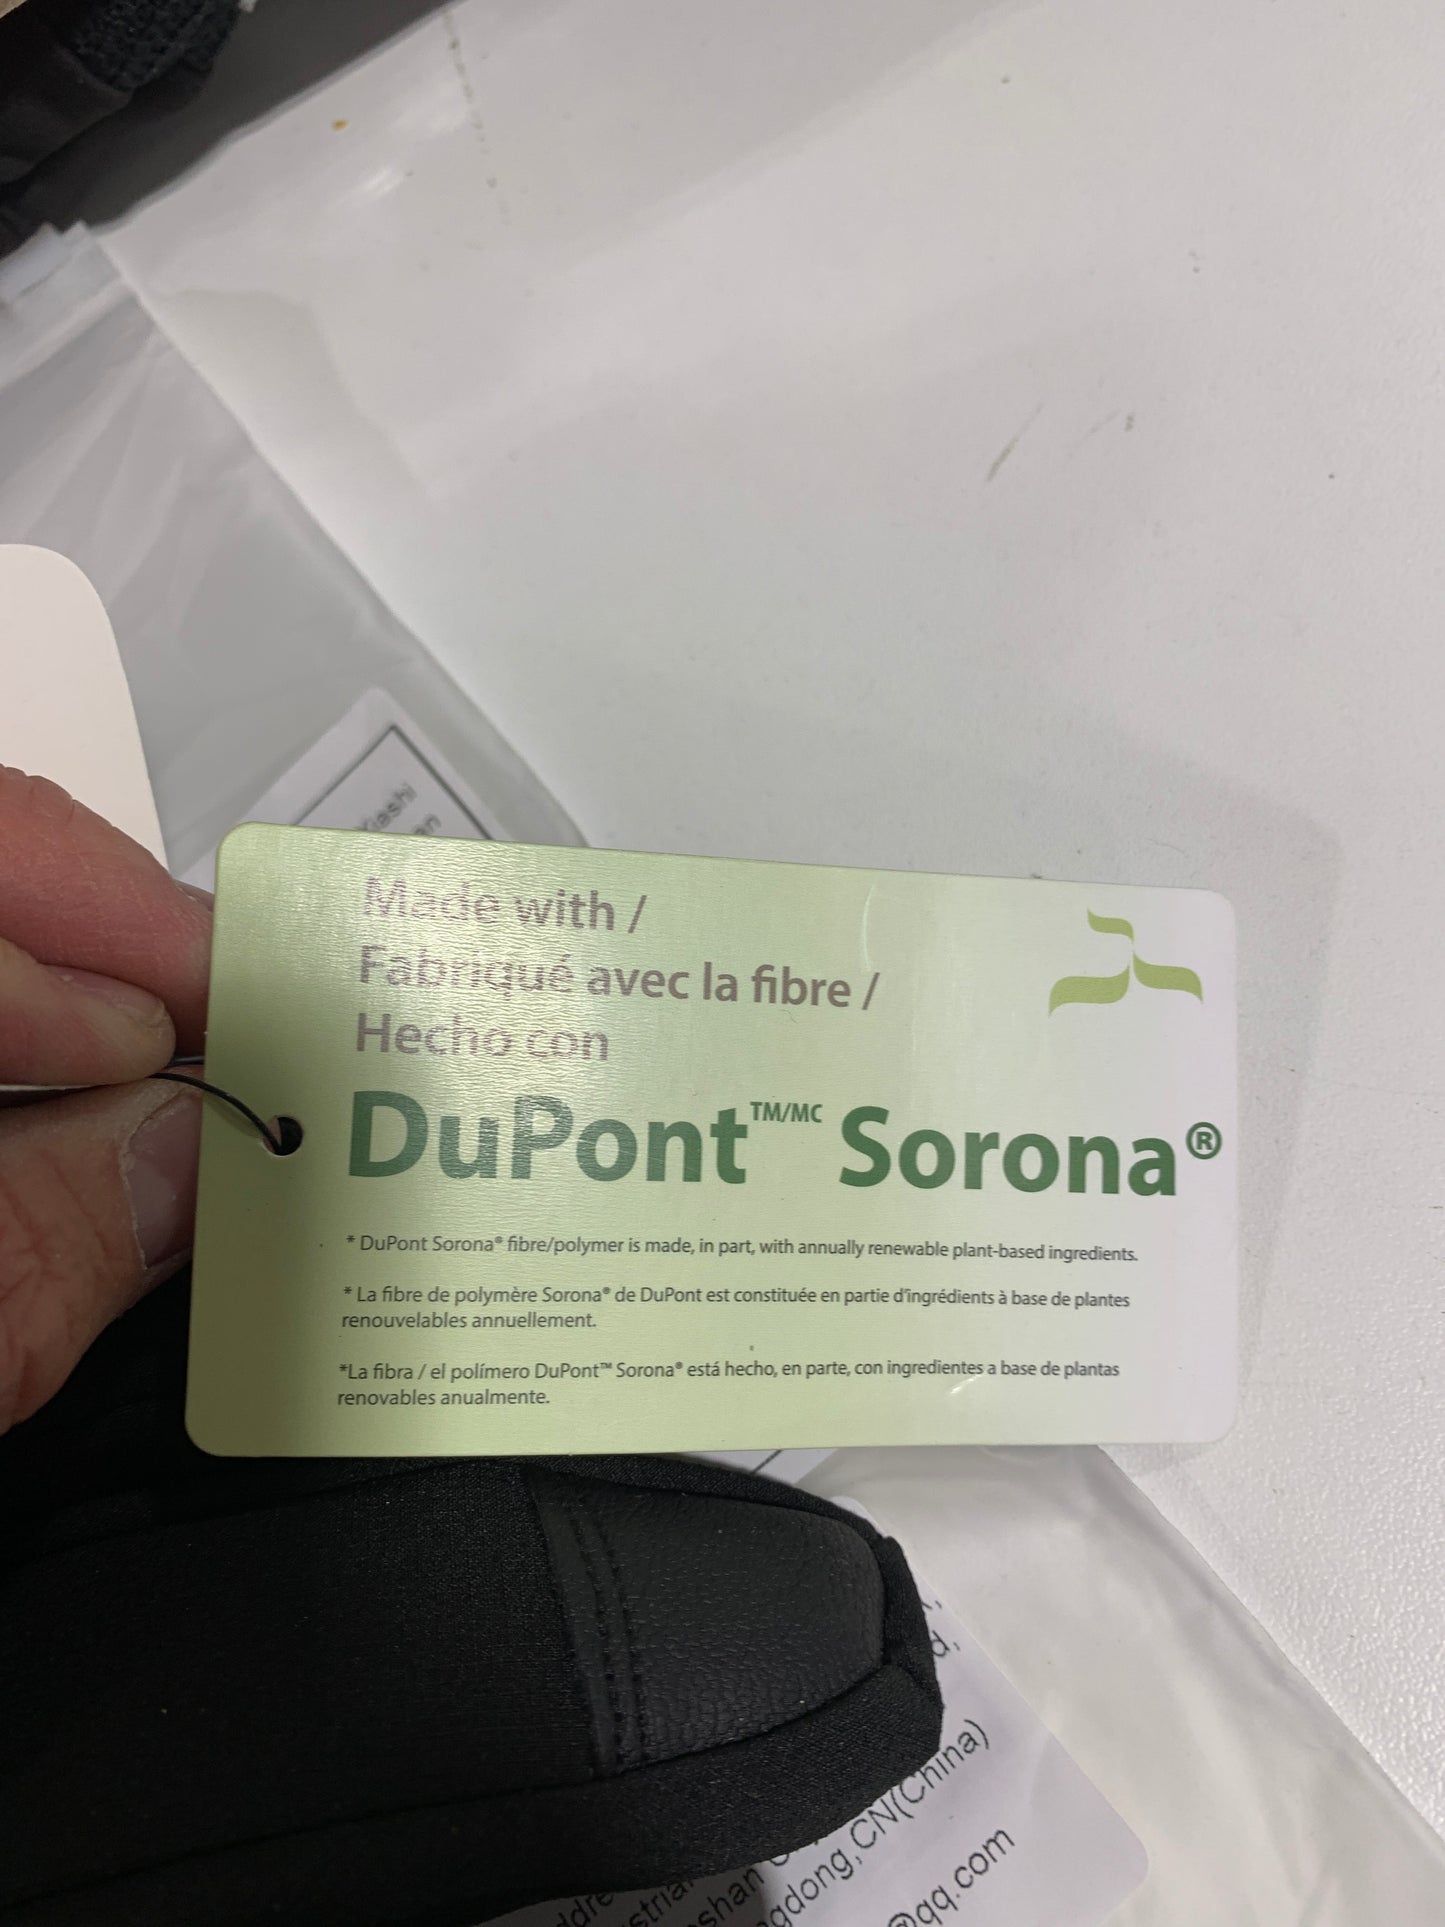 Made with /
Fabriqué avec la fibre /
Hecho con
DuPont™/MC Sorona®
* DuPont Sorona® fibre/polymer is made, in part, with annually renewable plant-based ingredients.
* La fibre de polymère Sorona® de DuPont est constituée en partie d'ingrédients à base de plantes
renouvelables annuellement.
*La fibra / el polímero DuPont™ Sorona® está hecho, en parte, con ingredientes a base de plantas
renovables anualmente.
CN(China)
@qq.com